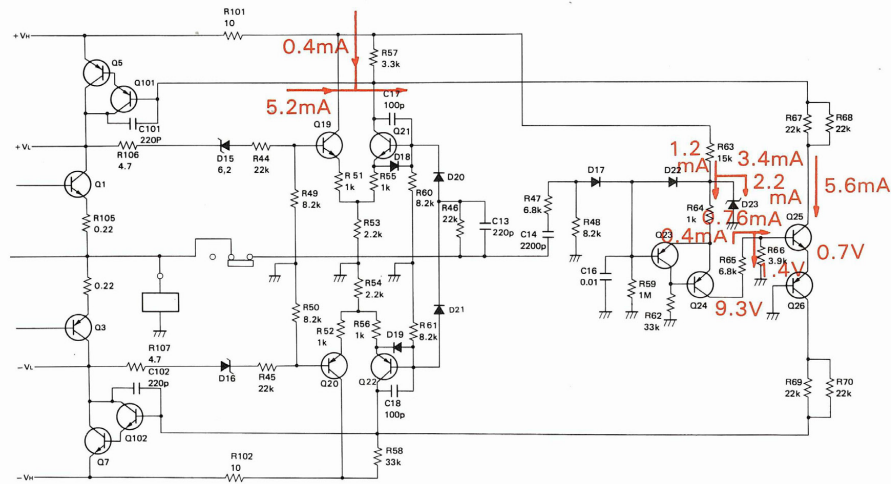 R101
10
+VH
0.4mA
R57
3.3k
Q5
Q101
5.2mA
C17
100p
C101
220P
Q19
Q21
R67
22k
R68
22k
+VL
R106
4.7
D15
6,2
R44
22k
D18
1.2
mA
R63
15k
3.4mA
2.2
mA
5.6mA
Q1
R49
8.2k
R51
1k
R55
1k
R60
8.2k
D20
D17
D22
D23
R105
0.22
R46
22k
R47
6.8k
R64
1k
0.76mA
Q25
R53
2.2k
C13
220p
C14
2200p
R48
8.2k
Q23
0.4mA
R65
6.8k
R66
3.9k
0.7V
1.4V
0.22
R54
2.2k
C16
0.01
R59
1M
Q24
9.3V
Q26
R50
8.2k
D21
R62
33k
Q3
R52
1k
R56
1k
D19
R61
8.2k
R107
4.7
-VL
C102
220p
D16
R45
22k
Q20
Q22
R69
22k
R70
22k
C18
100p
Q102
Q7
R102
10
R58
33k
-VH